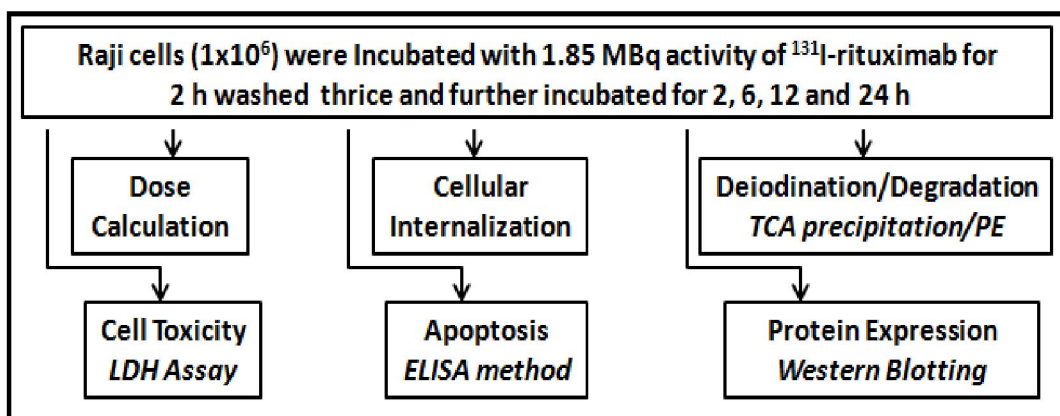 Raji cells (1x10⁶) were Incubated with 1.85 MBq activity of ¹³¹I-rituximab for
2 h washed thrice and further incubated for 2, 6, 12 and 24 h
Dose
Calculation
Cellular
Internalization
Deiodination/Degradation
TCA precipitation/PE
Cell Toxicity
LDH Assay
Apoptosis
ELISA method
Protein Expression
Western Blotting